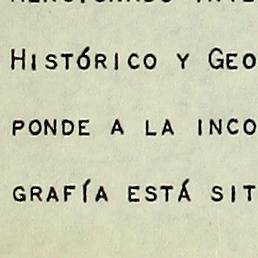 Histórico y Geo
ponde a la inco
grafía está sit